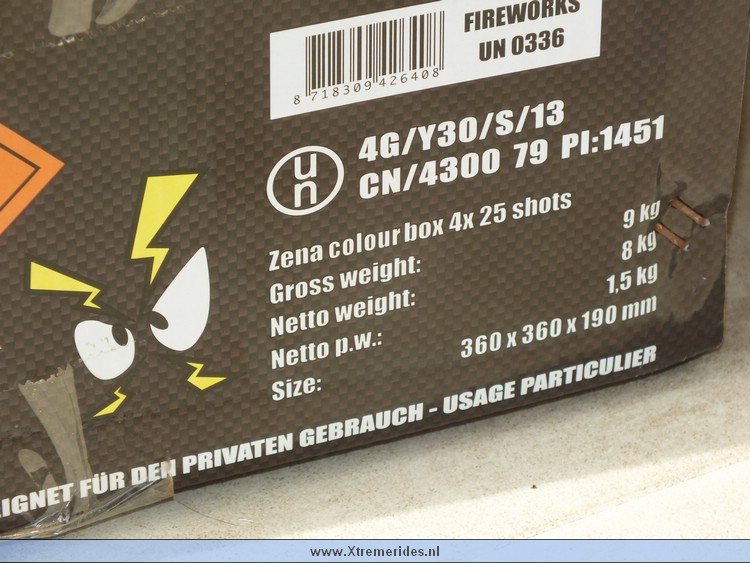 FIREWORKS
UN 0336
8 718309 426408
un
4G/Y30/S/13
CN/4300 79 PI:1451
Zena colour box 4x 25 shots
Gross weight: 9 kg
Netto weight: 8 kg
Netto p.w.: 1,5 kg
Size: 360 x 360 x 190 mm
IGNET FÜR DEN PRIVATEN GEBRAUCH - USAGE PARTICULIER
www.Xtremerides.nl